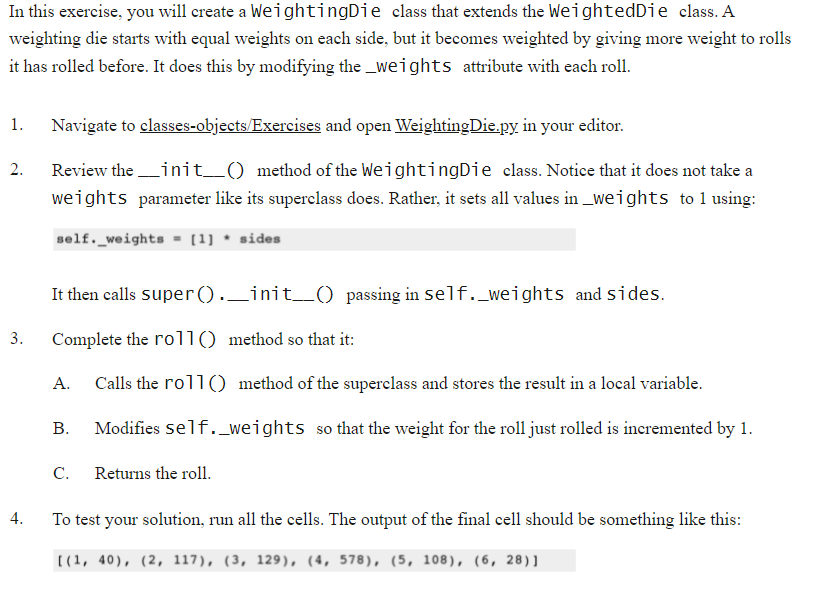 In this exercise, you will create a WeightingDie class that extends the WeightedDie class. A
weighting die starts with equal weights on each side, but it becomes weighted by giving more weight to rolls
it has rolled before. It does this by modifying the _weights attribute with each roll.
1. Navigate to classes-objects/Exercises and open WeightingDie.py in your editor.
2. Review the __init__() method of the WeightingDie class. Notice that it does not take a
weights parameter like its superclass does. Rather, it sets all values in _weights to 1 using:
self._weights = [1] * sides
It then calls super().__init__() passing in self._weights and sides.
3. Complete the roll() method so that it:
A. Calls the roll() method of the superclass and stores the result in a local variable.
B. Modifies self._weights so that the weight for the roll just rolled is incremented by 1.
C. Returns the roll.
4. To test your solution, run all the cells. The output of the final cell should be something like this:
[(1, 40), (2, 117), (3, 129), (4, 578), (5, 108), (6, 28)]